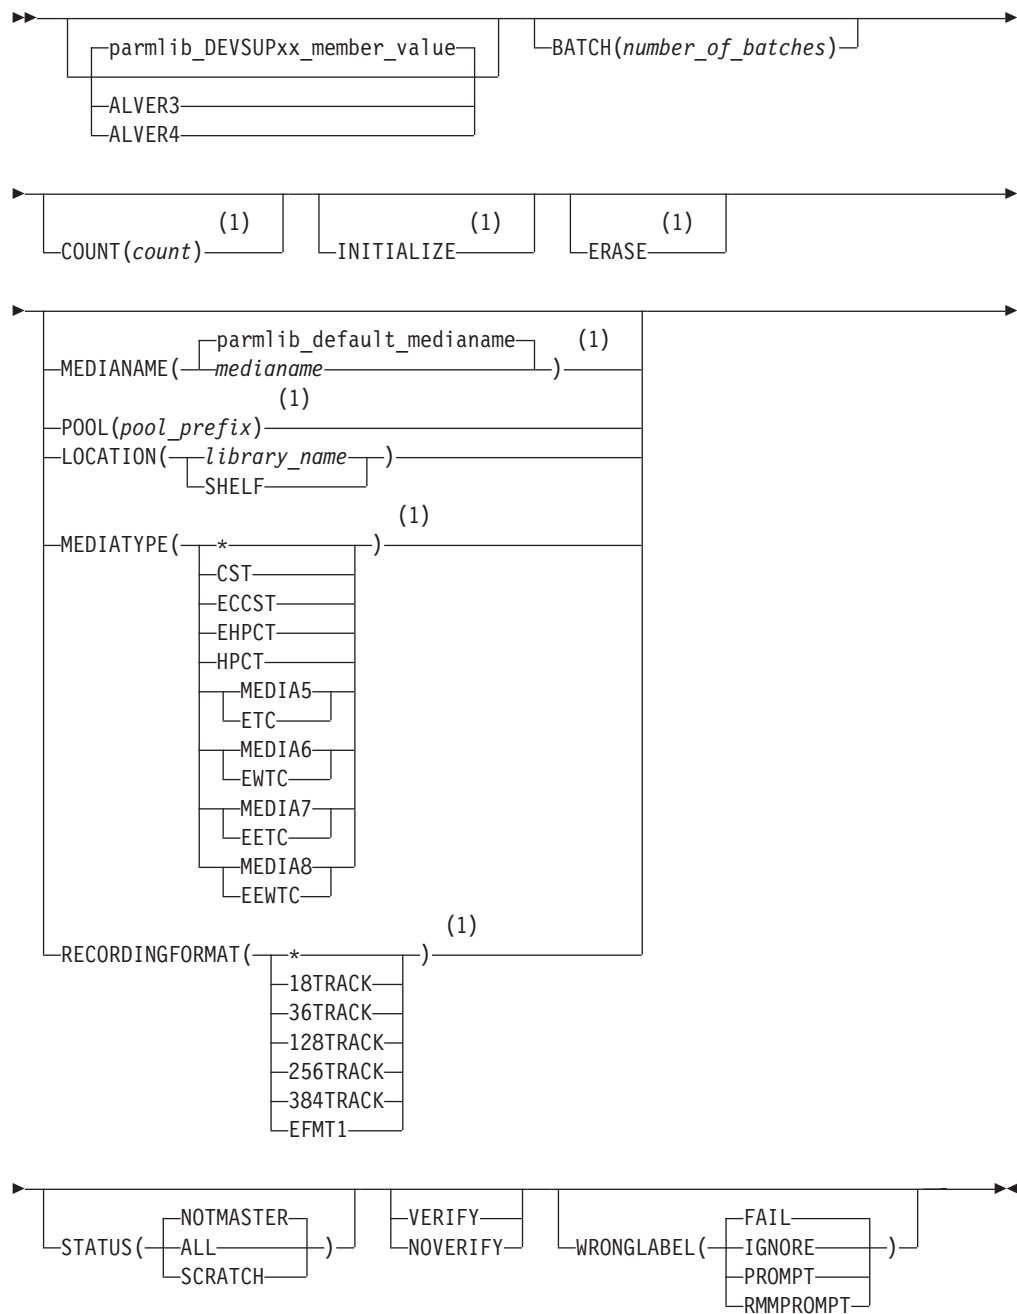 parmlib_DEVSUPxx_member_value
BATCH(number_of_batches)
ALVER3
ALVER4
(1) (1) (1)
COUNT(count) INITIALIZE ERASE
parmlib_default_medianame (1)
MEDIANAME( medianame )
(1)
POOL(pool_prefix)
LOCATION( library_name )
SHELF
(1)
MEDIATYPE( * )
CST
ECCST
EHPCT
HPCT
MEDIA5
ETC
MEDIA6
EWTC
MEDIA7
EETC
MEDIA8
EEWTC
(1)
RECORDINGFORMAT( * )
18TRACK
36TRACK
128TRACK
256TRACK
384TRACK
EFMT1
NOTMASTER VERIFY FAIL
STATUS( ALL ) NOVERIFY WRONGLABEL( IGNORE )
SCRATCH PROMPT
RMMPROMPT